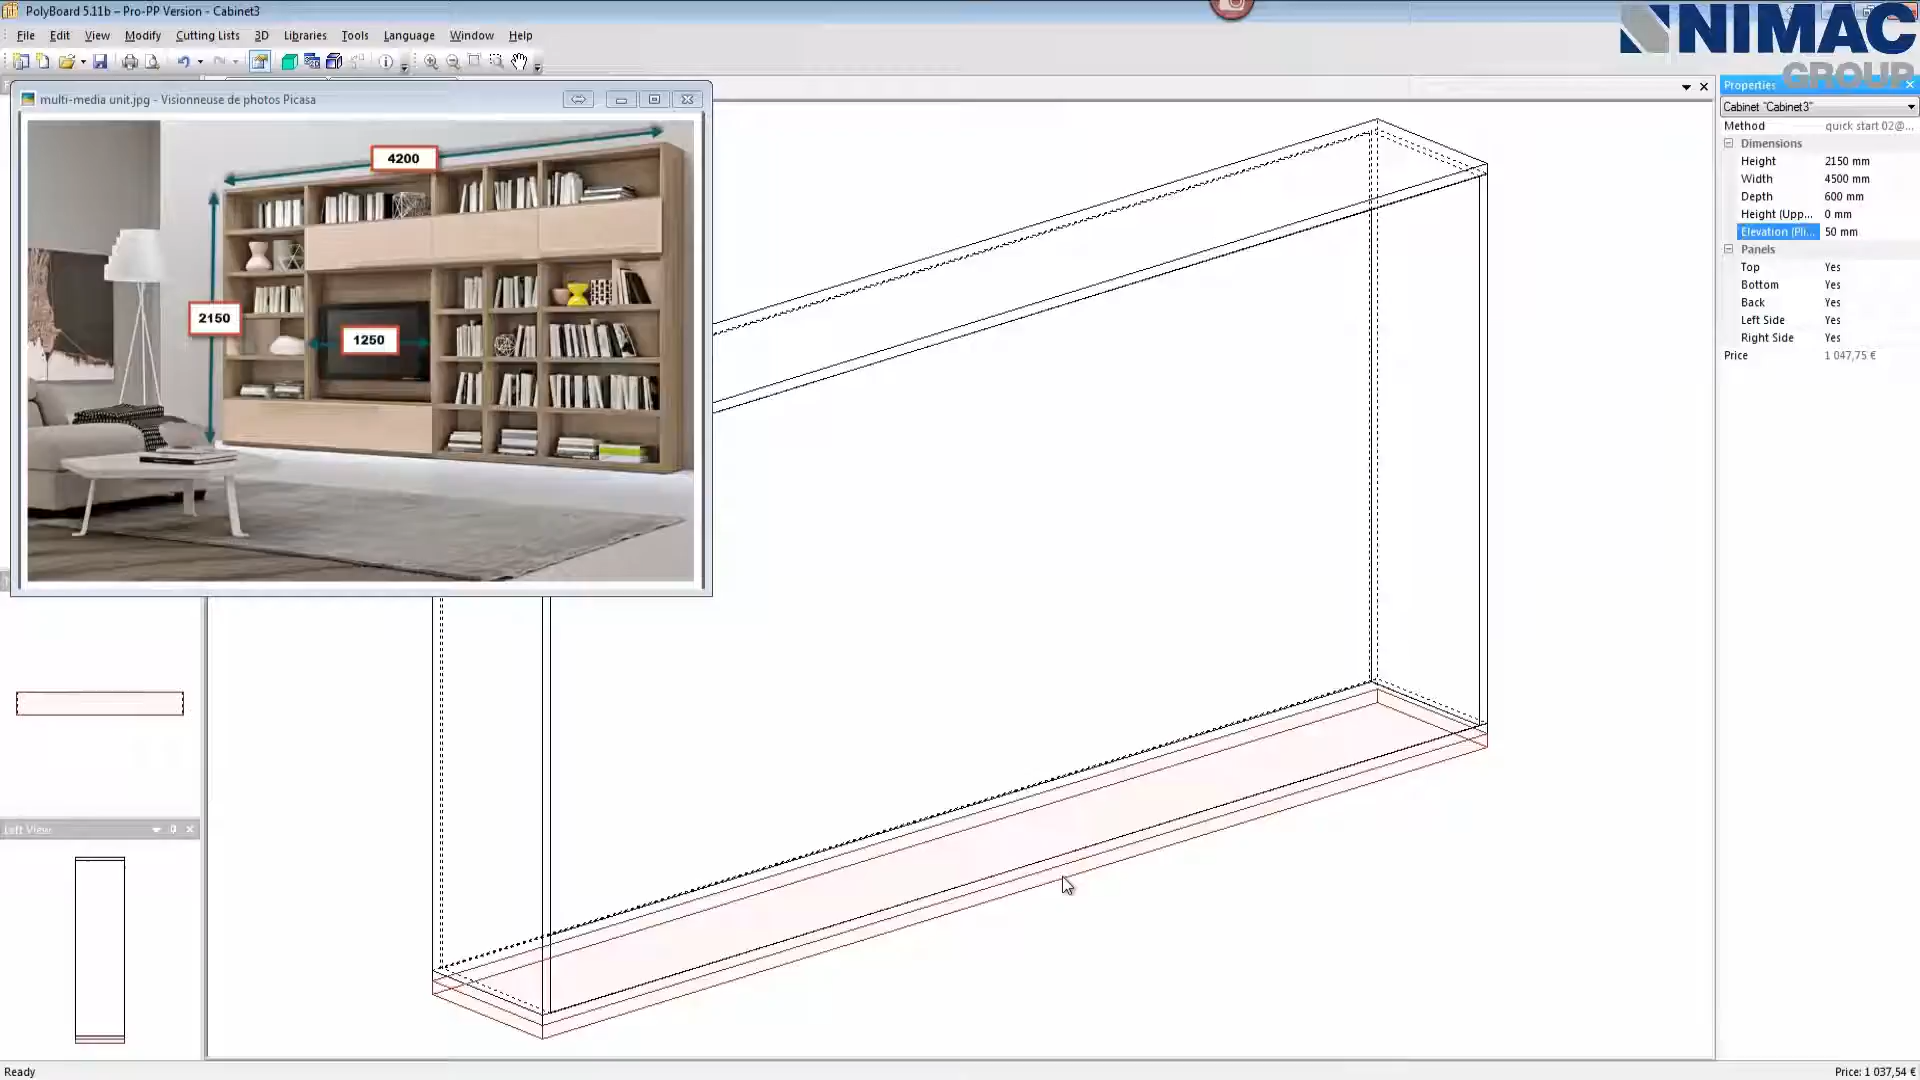 PolyBoard 5.11b – Pro-PP Version - Cabinet3
File Edit View Modify Cutting Lists 3D Libraries Tools Language Window Help
NIMAC
GROUP
multi-media unit.jpg - Visionneuse de photos Picasa
4200
2150
1250
Properties
Cabinet "Cabinet3"
Method quick start 02@...
Dimensions
Height 2150 mm
Width 4500 mm
Depth 600 mm
Height (Upp... 0 mm
Elevation (Pli... 50 mm
Panels
Top Yes
Bottom Yes
Back Yes
Left Side Yes
Right Side Yes
Price 1 047,75 €
Left View
Ready
Price: 1 037,54 €